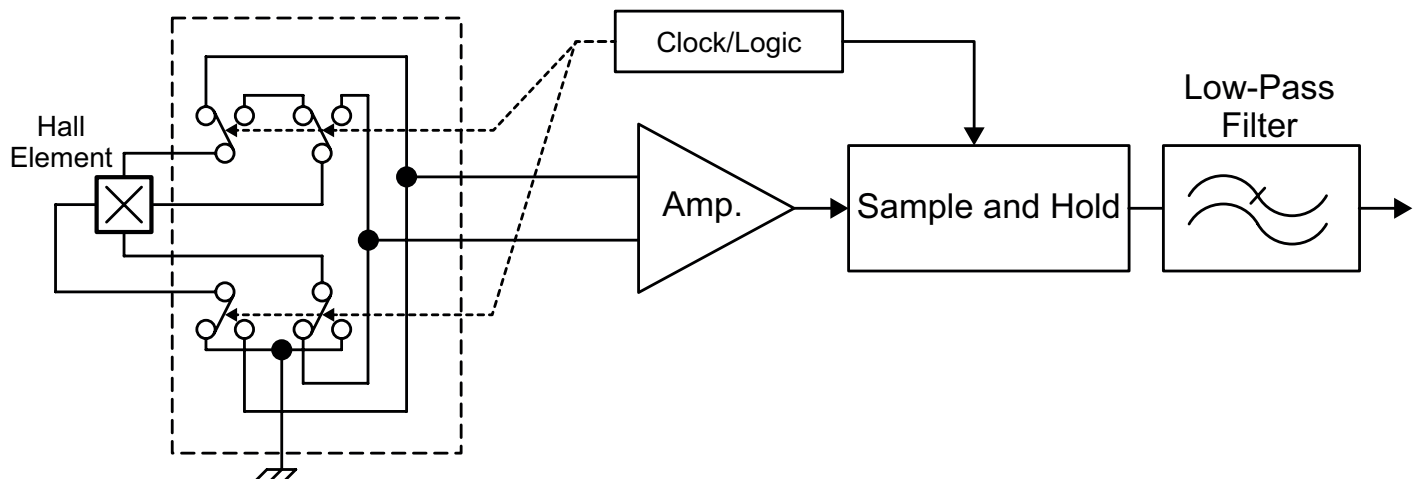 Clock/Logic
Low-Pass
Filter
Hall
Element
Amp.
Sample and Hold